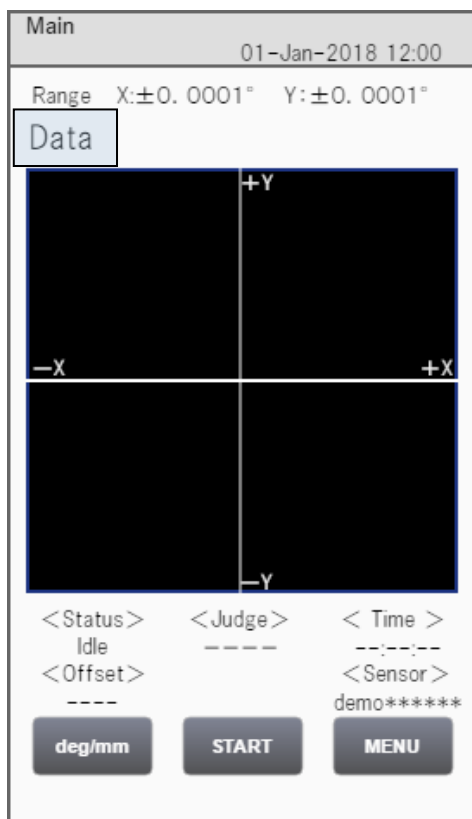 Main
01-Jan-2018 12:00
Range X:±0. 0001° Y:±0. 0001°
Data
+Y
−X +X
−Y
<Status> <Judge> < Time >
Idle ---- --:--:--
<Offset> <Sensor>
---- demo******
deg/mm START MENU